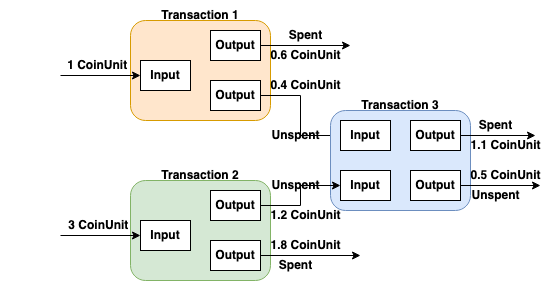 Transaction 1
Spent
Output
0.6 CoinUnit
1 CoinUnit
Input
0.4 CoinUnit
Output
Transaction 3
Unspent
Input
Output
Spent
1.1 CoinUnit
Transaction 2
Unspent
Input
Output
0.5 CoinUnit
Unspent
Output
1.2 CoinUnit
3 CoinUnit
Input
1.8 CoinUnit
Output
Spent